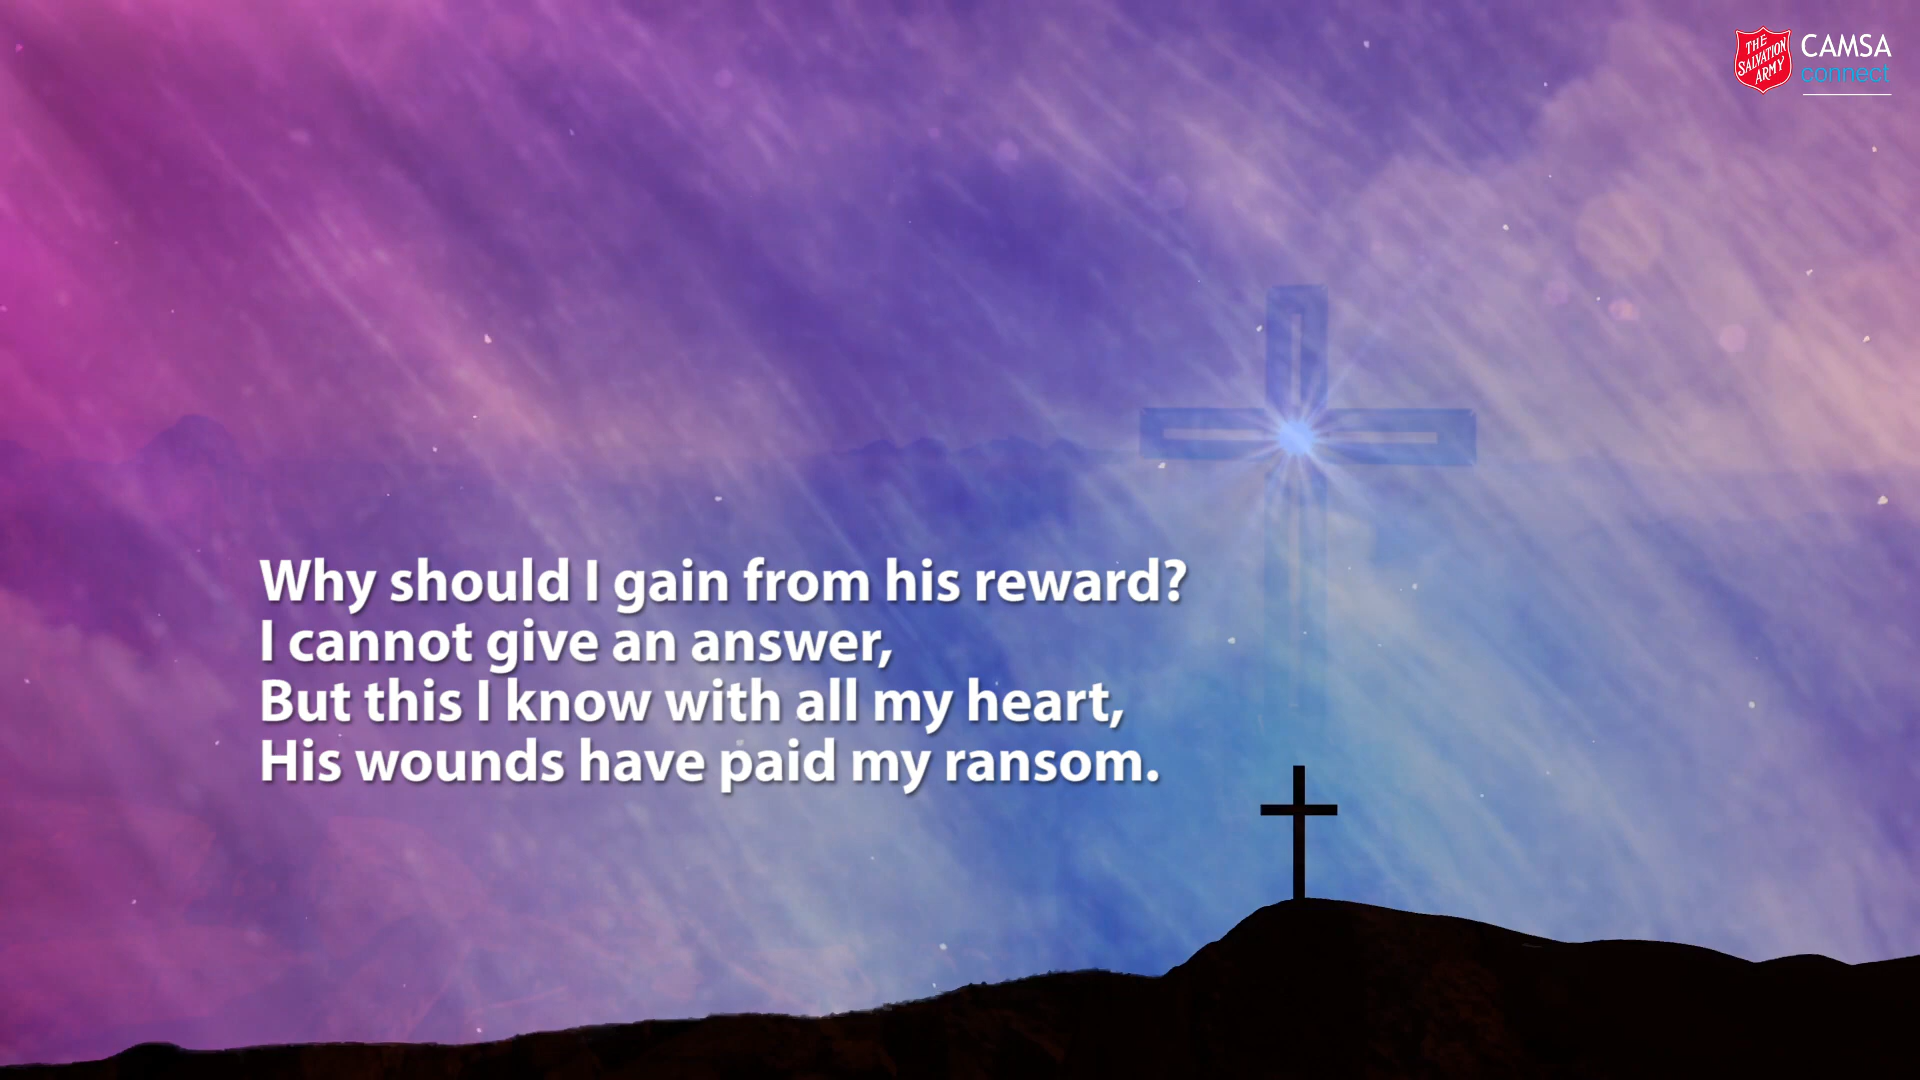 THE
SALVATION
ARMY
CAMSA
connect
Why should I gain from his reward?
I cannot give an answer,
But this I know with all my heart,
His wounds have paid my ransom.